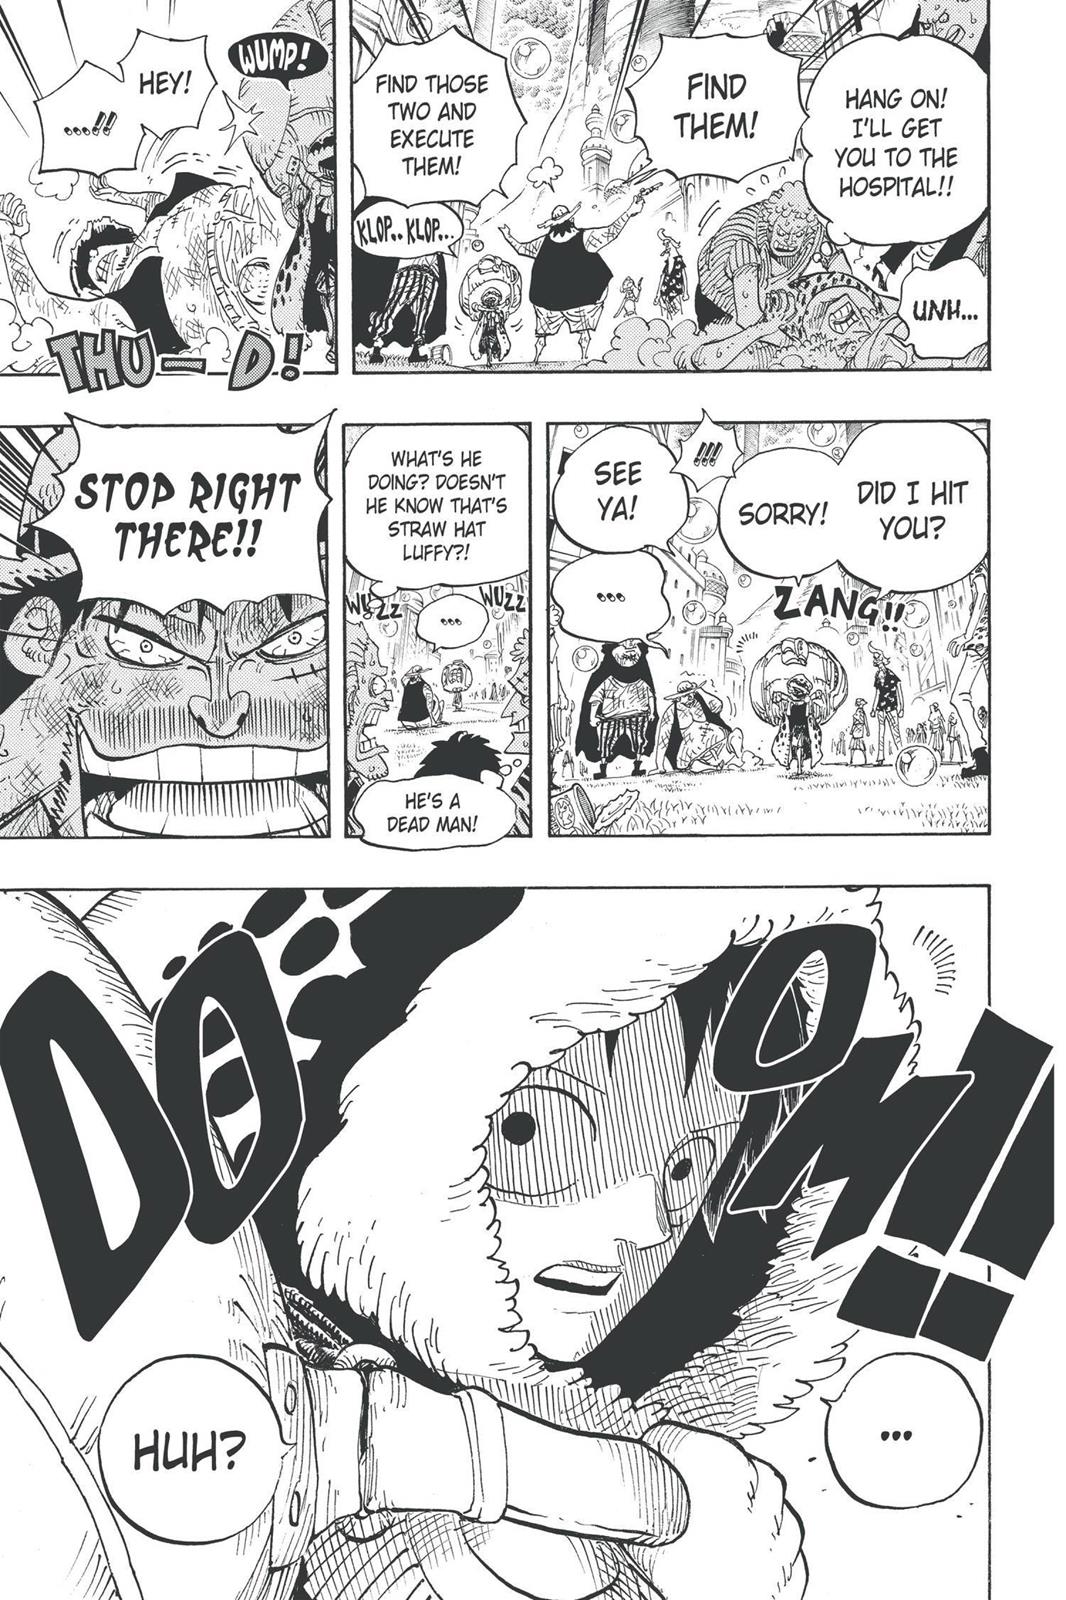 HANG ON!
I'LL GET
YOU TO THE
HOSPITAL!!
UNH...
FIND
THEM!
FIND THOSE
TWO AND
EXECUTE
THEM!
KLOP.. KLOP...
WUMP!
HEY!
....!!
THU—D!
DID I HIT
YOU?
SORRY!
!!!
SEE
YA!
...
ZANG!!
WHAT'S HE
DOING? DOESN'T
HE KNOW THAT'S
STRAW HAT
LUFFY?!
WUZZ
WUZZ
...
HE'S A
DEAD MAN!
STOP RIGHT
THERE!!
DOOM!!
...
HUH?